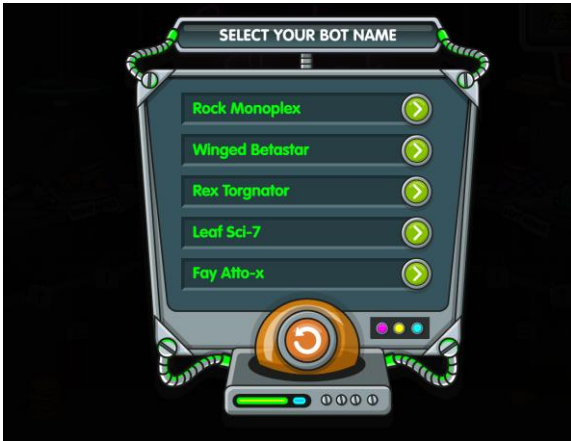 SELECT YOUR BOT NAME
Rock Monoplex
Winged Betastar
Rex Torgnator
Leaf Sci-7
Fay Atto-x